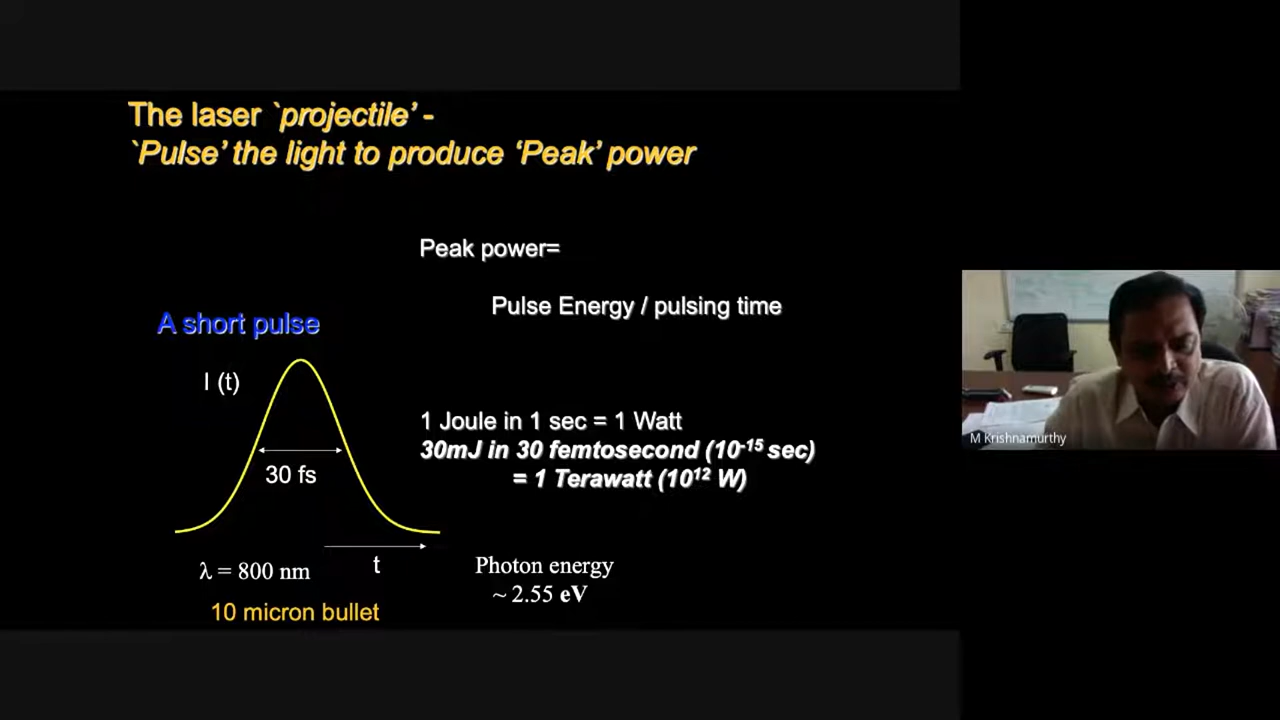 The laser `projectile' -
`Pulse' the light to produce ‘Peak’ power
Peak power=
Pulse Energy / pulsing time
A short pulse
I (t)
30 fs
1 Joule in 1 sec = 1 Watt
30mJ in 30 femtosecond (10⁻¹⁵ sec)
= 1 Terawatt (10¹² W)
t
λ = 800 nm
10 micron bullet
Photon energy
~ 2.55 eV
M Krishnamurthy